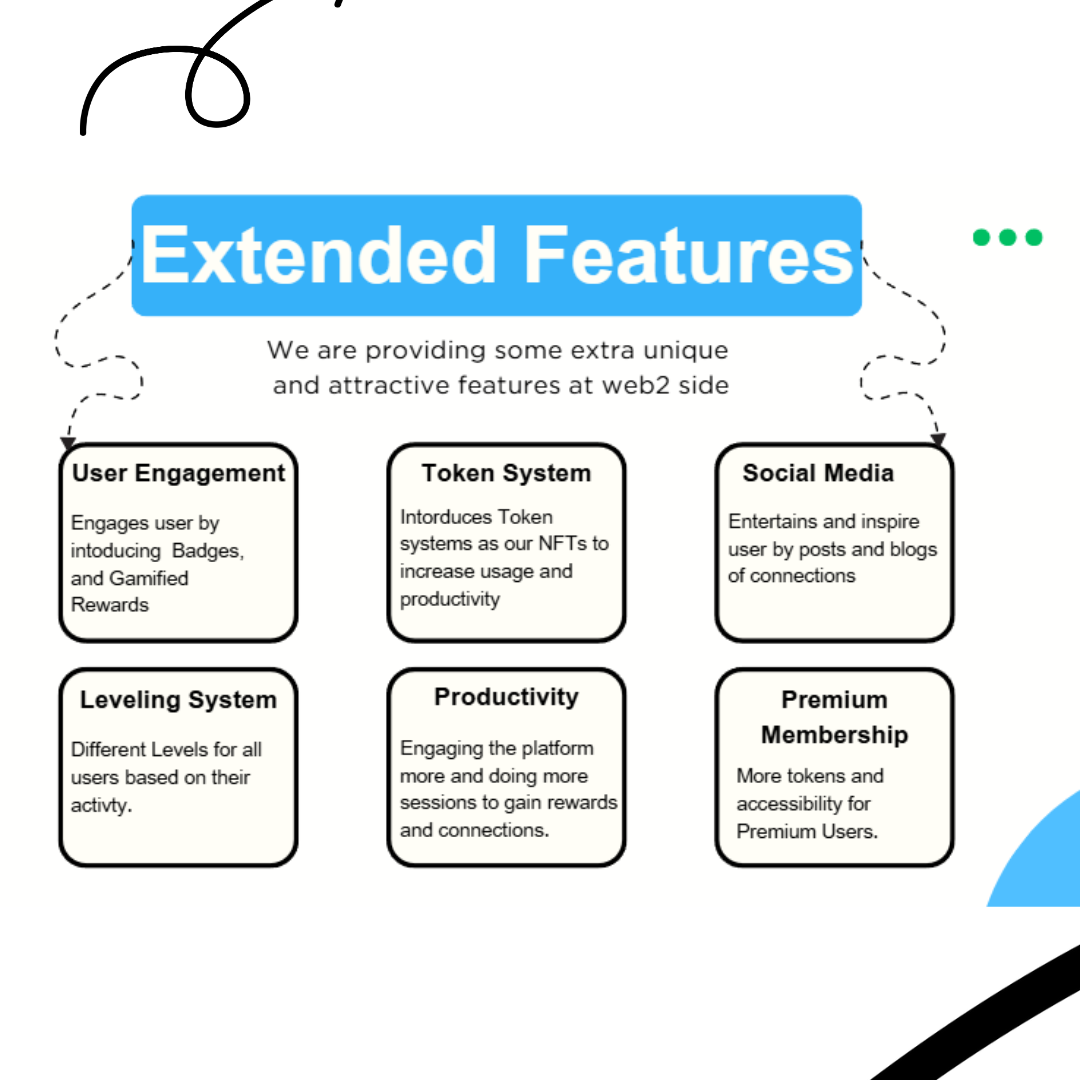 Extended Features
We are providing some extra unique
and attractive features at web2 side
User Engagement
Engages user by
intoducing  Badges,
and Gamified
Rewards
Token System
Intorduces Token
systems as our NFTs to
increase usage and
productivity
Social Media
Entertains and inspire
user by posts and blogs
of connections
Leveling System
Different Levels for all
users based on their
activty.
Productivity
Engaging the platform
more and doing more
sessions to gain rewards
and connections.
Premium
Membership
More tokens and
accessibility for
Premium Users.